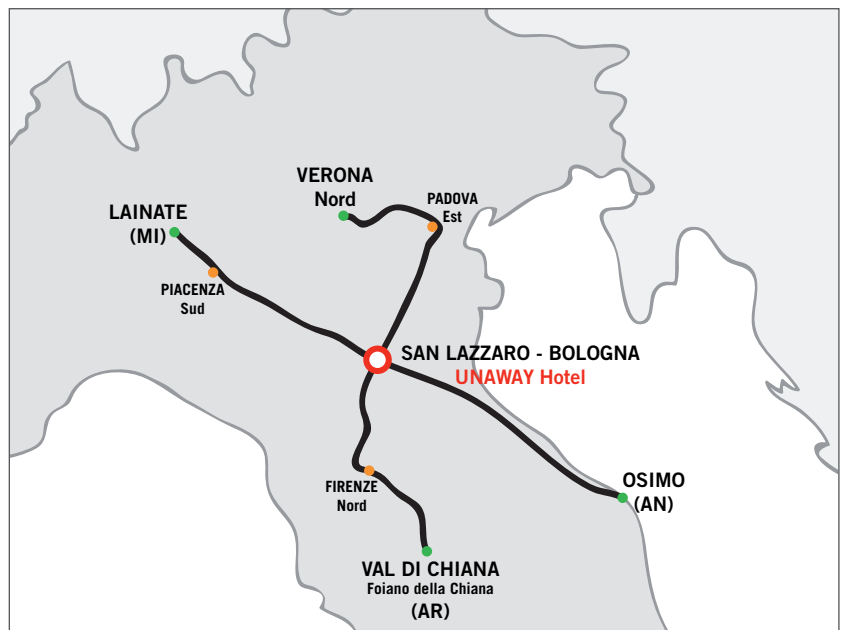 VERONA
Nord
PADOVA
Est
LAINATE
(MI)
PIACENZA
Sud
SAN LAZZARO - BOLOGNA
UNAWAY Hotel
FIRENZE
Nord
OSIMO
(AN)
VAL DI CHIANA
Foiano della Chiana
(AR)